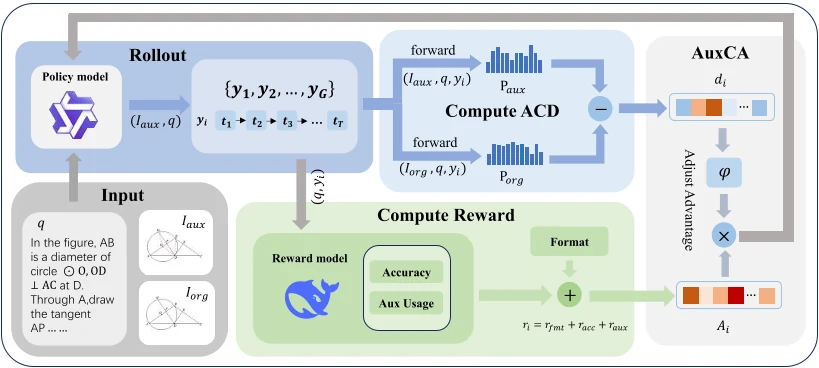 Rollout
Policy model
(I_aux, q)
{y_1, y_2, ..., y_G}
y_i
t_1
t_2
t_3
...
t_T
forward
(I_aux, q, y_i)
P_aux
Compute ACD
−
forward
(I_org, q, y_i)
P_org
AuxCA
d_i
...
Adjust Advantage
φ
×
...
A_i
(q, y_i)
Input
q
In the figure, AB
is a diameter of
circle ⊙ O, OD
⊥ AC at D.
Through A,draw
the tangent
AP ... ...
I_aux
I_org
Compute Reward
Reward model
Accuracy
Aux Usage
Format
+
r_i = r_fmt + r_acc + r_aux